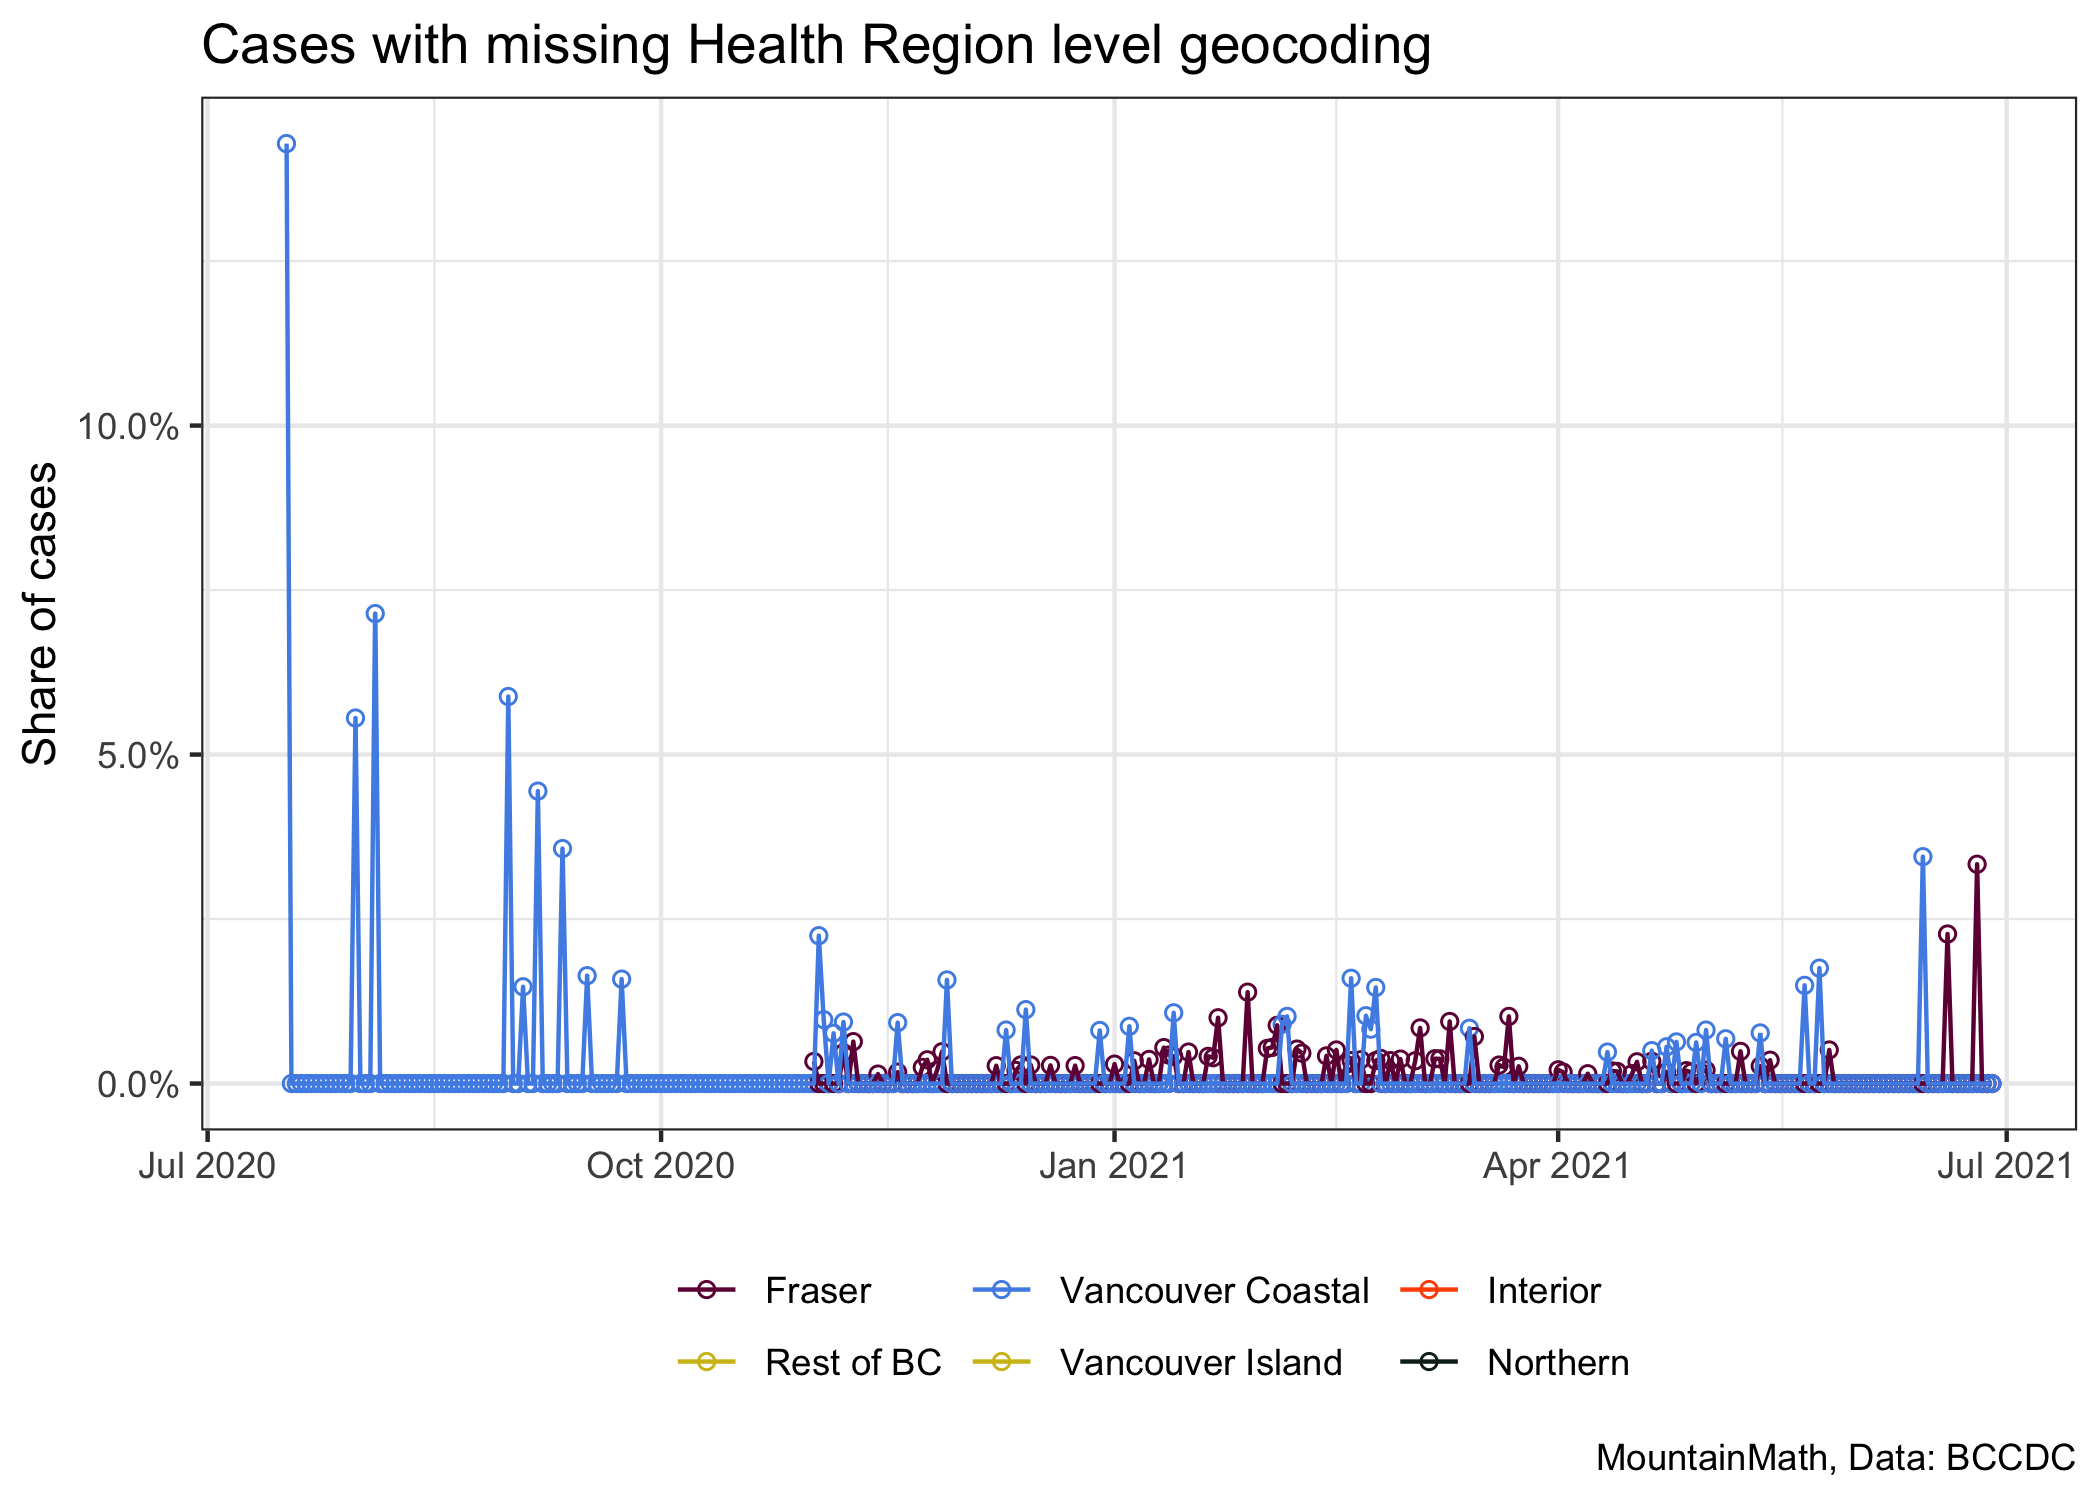 Cases with missing Health Region level geocoding
Share of cases
10.0%
5.0%
0.0%
Jul 2020
Oct 2020
Jan 2021
Apr 2021
Jul 2021
Fraser
Vancouver Coastal
Interior
Rest of BC
Vancouver Island
Northern
MountainMath, Data: BCCDC